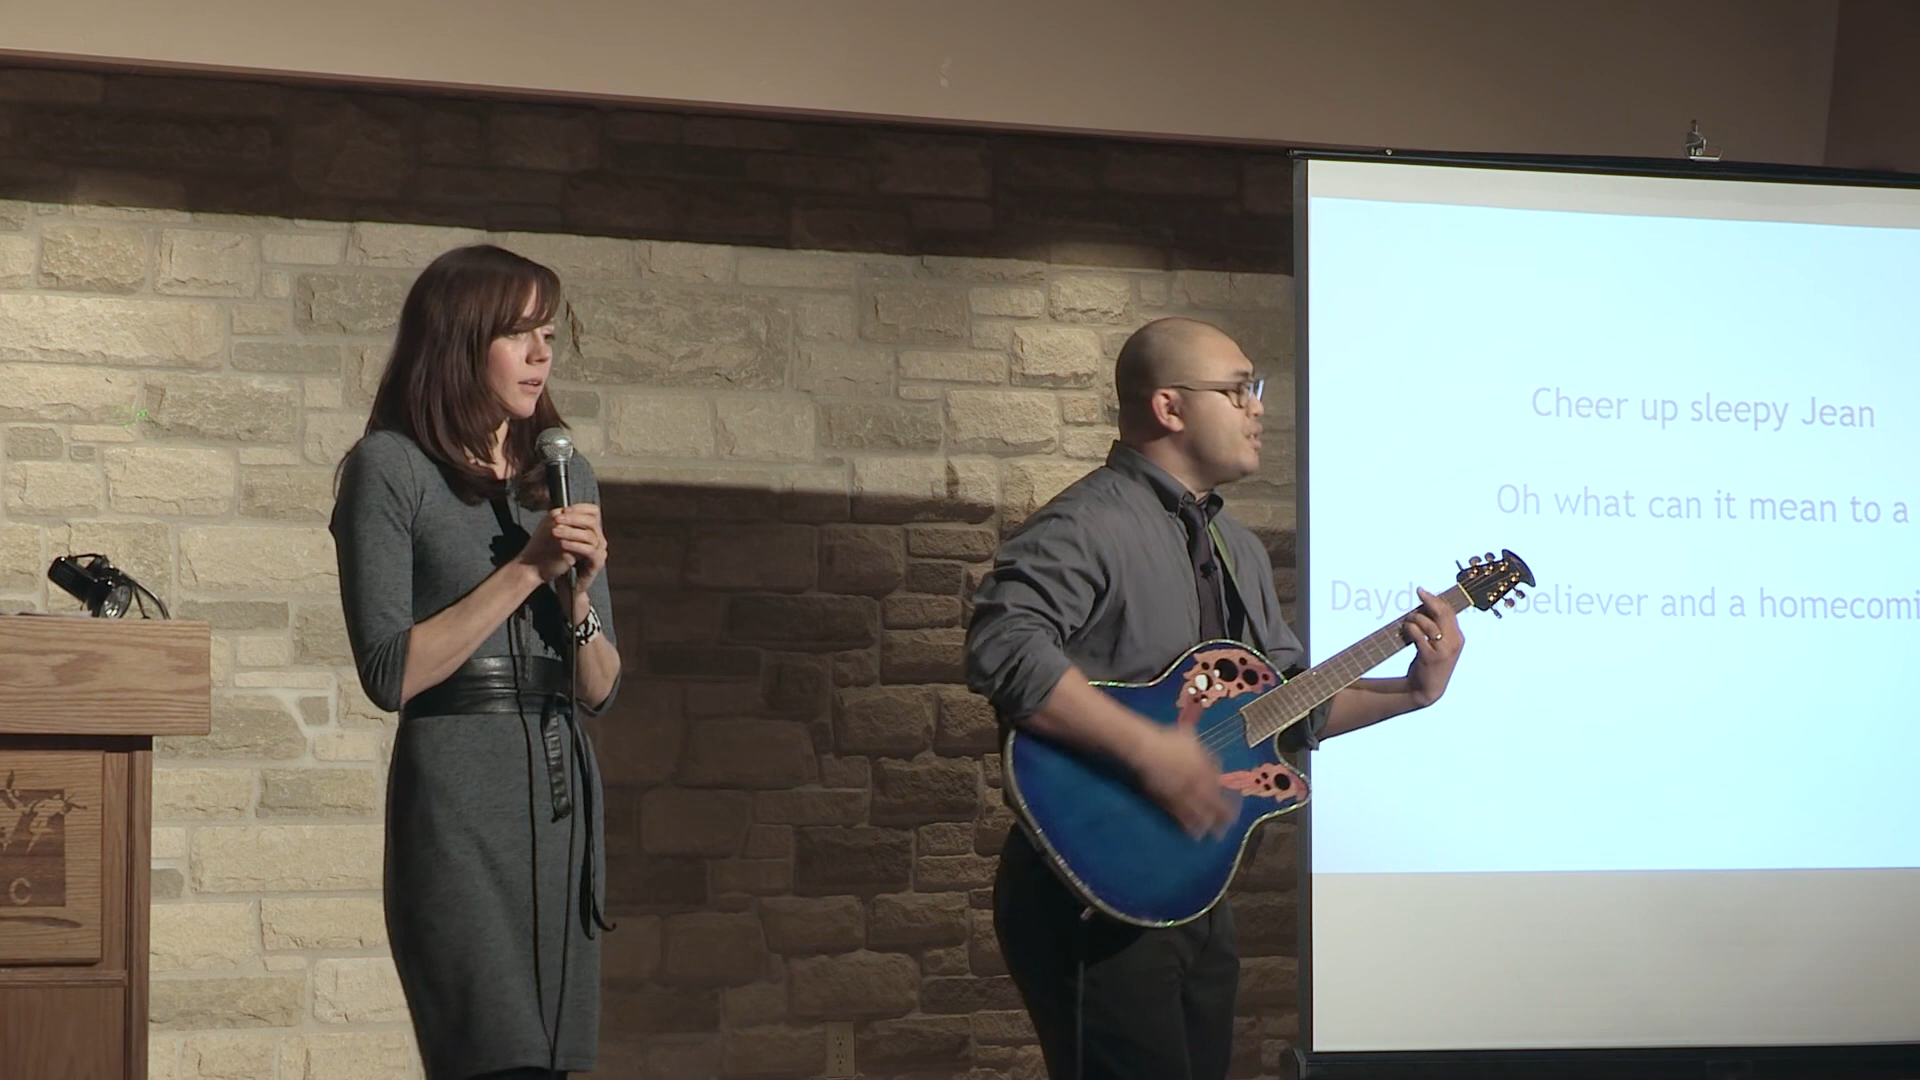 Cheer up sleepy Jean
Oh what can it mean to a
believer and a homecomi
C